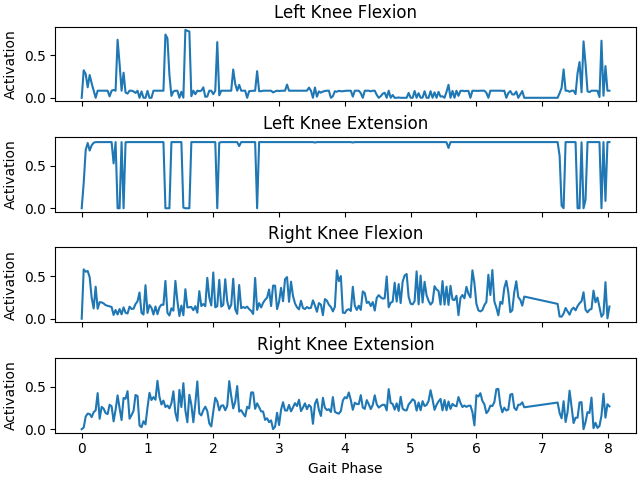 Left Knee Flexion
Activation
0.5
0.0
Left Knee Extension
Activation
0.5
0.0
Right Knee Flexion
Activation
0.5
0.0
Right Knee Extension
Activation
0.5
0.0
0 1 2 3 4 5 6 7 8
Gait Phase